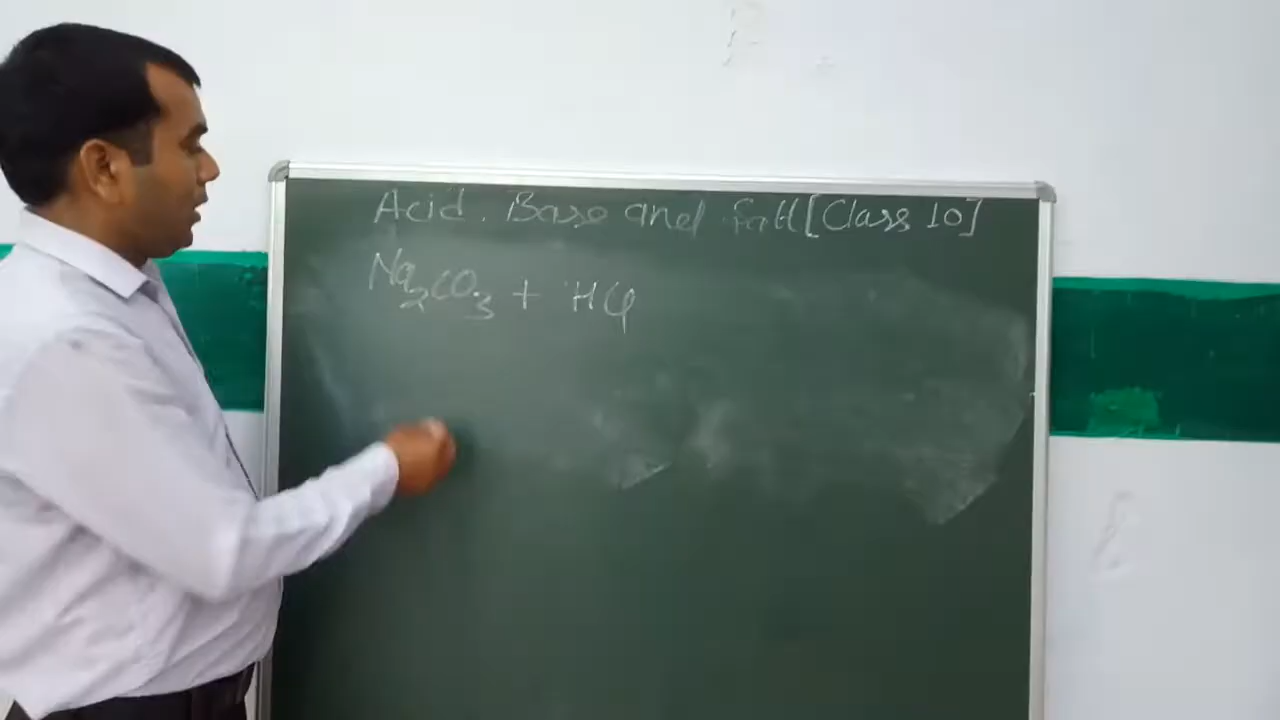 Acid. Base and Salt [Class 10]
Na₂CO₃ + HCl